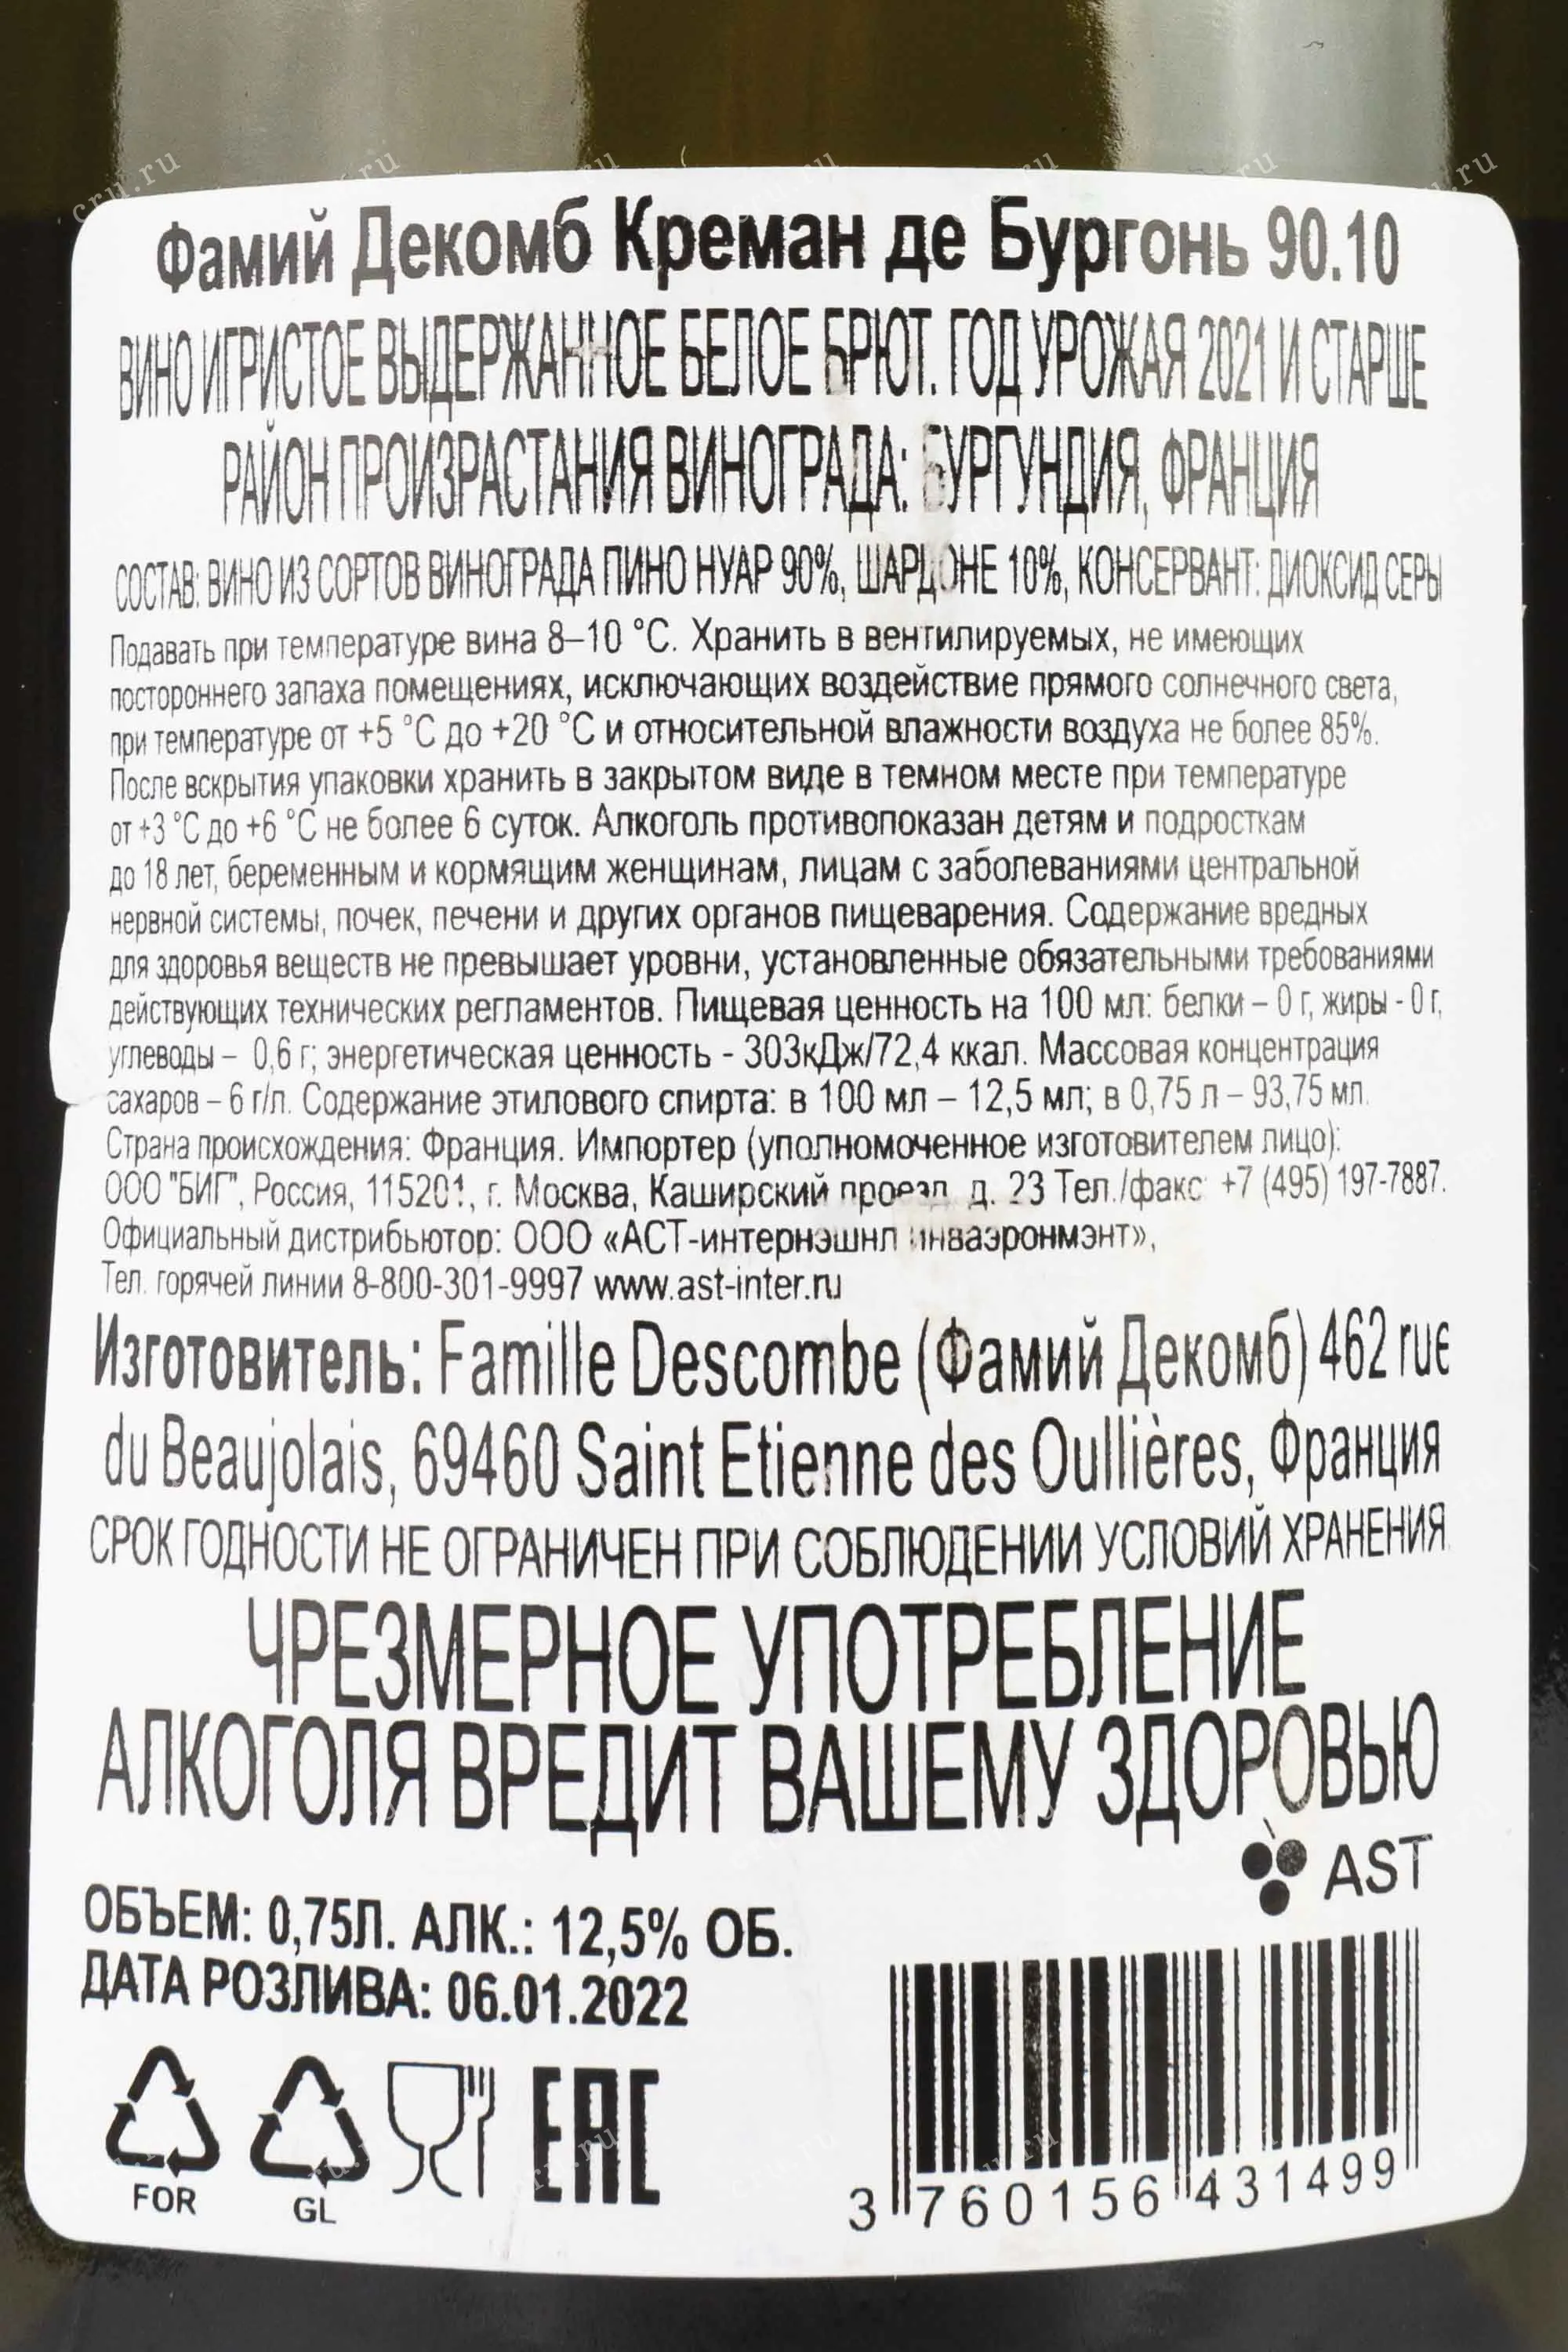 Фамий Декомб Креман де Бургонь 90.10
ВИНО ИГРИСТОЕ ВЫДЕРЖАННОЕ БЕЛОЕ БРЮТ. ГОД УРОЖАЯ 2021 И СТАРШЕ
РАЙОН ПРОИЗРАСТАНИЯ ВИНОГРАДА: БУРГУНДИЯ, ФРАНЦИЯ
СОСТАВ: ВИНО ИЗ СОРТОВ ВИНОГРАДА ПИНО НУАР 90%, ШАРДОНЕ 10%, КОНСЕРВАНТ: ДИОКСИД СЕРЫ
Подавать при температуре вина 8–10 °C. Хранить в вентилируемых, не имеющих
постороннего запаха помещениях, исключающих воздействие прямого солнечного света,
при температуре от +5 °C до +20 °C и относительной влажности воздуха не более 85%.
После вскрытия упаковки хранить в закрытом виде в темном месте при температуре
от +3 °C до +6 °C не более 6 суток. Алкоголь противопоказан детям и подросткам
до 18 лет, беременным и кормящим женщинам, лицам с заболеваниями центральной
нервной системы, почек, печени и других органов пищеварения. Содержание вредных
для здоровья веществ не превышает уровни, установленные обязательными требованиями
действующих технических регламентов. Пищевая ценность на 100 мл: белки – 0 г, жиры - 0 г,
углеводы – 0,6 г; энергетическая ценность - 303кДж/72,4 ккал. Массовая концентрация
сахаров – 6 г/л. Содержание этилового спирта: в 100 мл – 12,5 мл; в 0,75 л – 93,75 мл.
Страна происхождения: Франция. Импортер (уполномоченное изготовителем лицо):
ООО "БИГ", Россия, 115201, г. Москва, Каширский проезд, д. 23 Тел./факс: +7 (495) 197-7887.
Официальный дистрибьютор: ООО «АСТ-интернэшнл инваэронмэнт»,
Тел. горячей линии 8-800-301-9997 www.ast-inter.ru
Изготовитель: Famille Descombe (Фамий Декомб) 462 rue
du Beaujolais, 69460 Saint Etienne des Oullières, Франция
СРОК ГОДНОСТИ НЕ ОГРАНИЧЕН ПРИ СОБЛЮДЕНИИ УСЛОВИЙ ХРАНЕНИЯ.
ЧРЕЗМЕРНОЕ УПОТРЕБЛЕНИЕ
АЛКОГОЛЯ ВРЕДИТ ВАШЕМУ ЗДОРОВЬЮ
AST
ОБЪЕМ: 0,75Л. АЛК.: 12,5% ОБ.
ДАТА РОЗЛИВА: 06.01.2022
FOR
GL
EAC
3 760156 431499